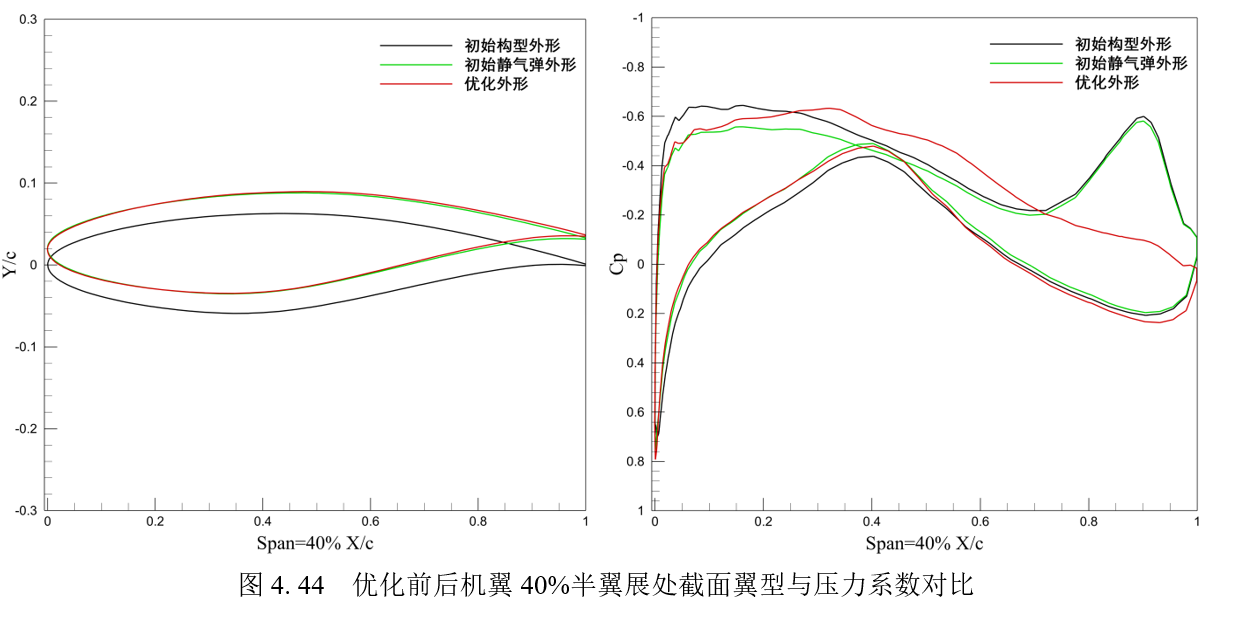 0.3
0.2
0.1
0
-0.1
-0.2
-0.3
Y/c
初始构型外形
初始静气弹外形
优化外形
0 0.2 0.4 0.6 0.8 1
Span=40% X/c
-1
-0.8
-0.6
-0.4
-0.2
0
0.2
0.4
0.6
0.8
1
Cp
初始构型外形
初始静气弹外形
优化外形
0 0.2 0.4 0.6 0.8 1
Span=40% X/c
图 4.44 优化前后机翼 40%半翼展处截面翼型与压力系数对比